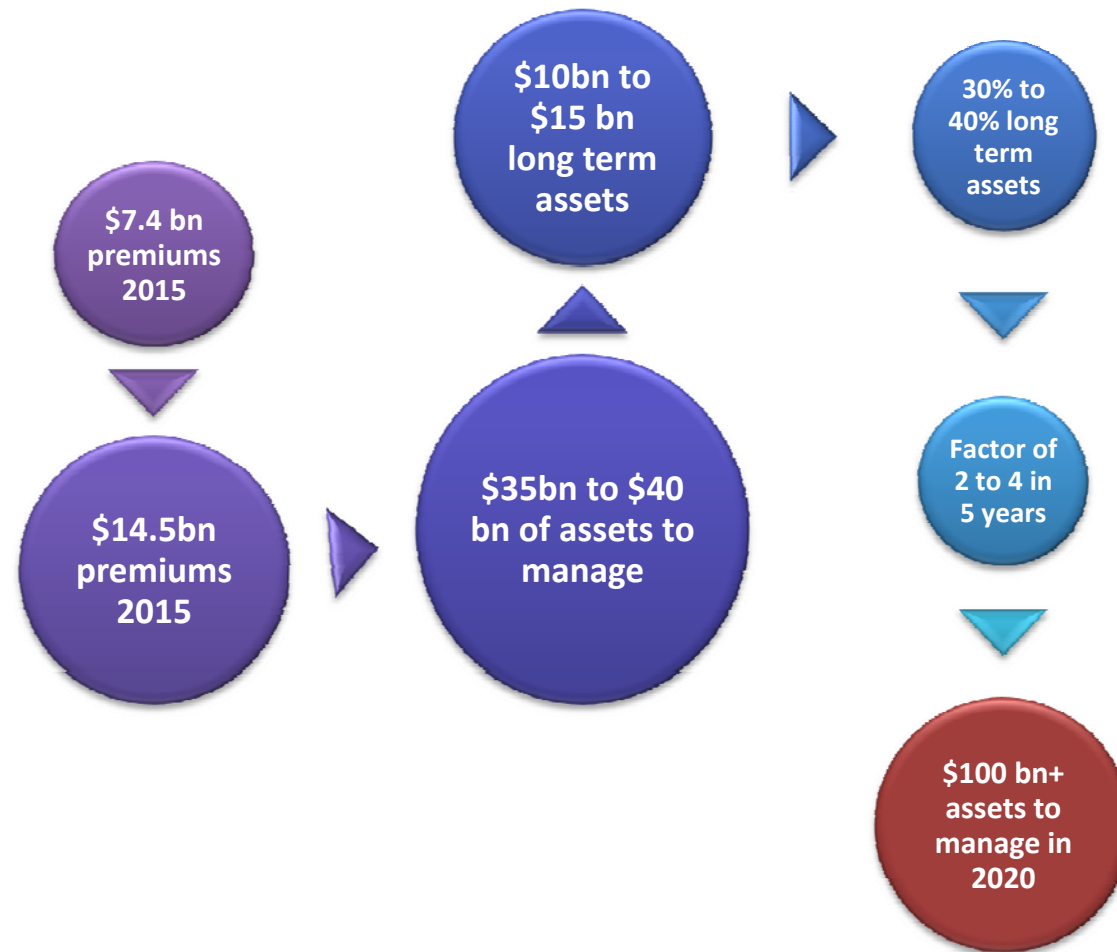 $7.4 bn
premiums
2015
$14.5bn
premiums
2015
$35bn to $40
bn of assets to
manage
$10bn to
$15 bn
long term
assets
30% to
40% long
term
assets
Factor of
2 to 4 in
5 years
$100 bn+
assets to
manage in
2020